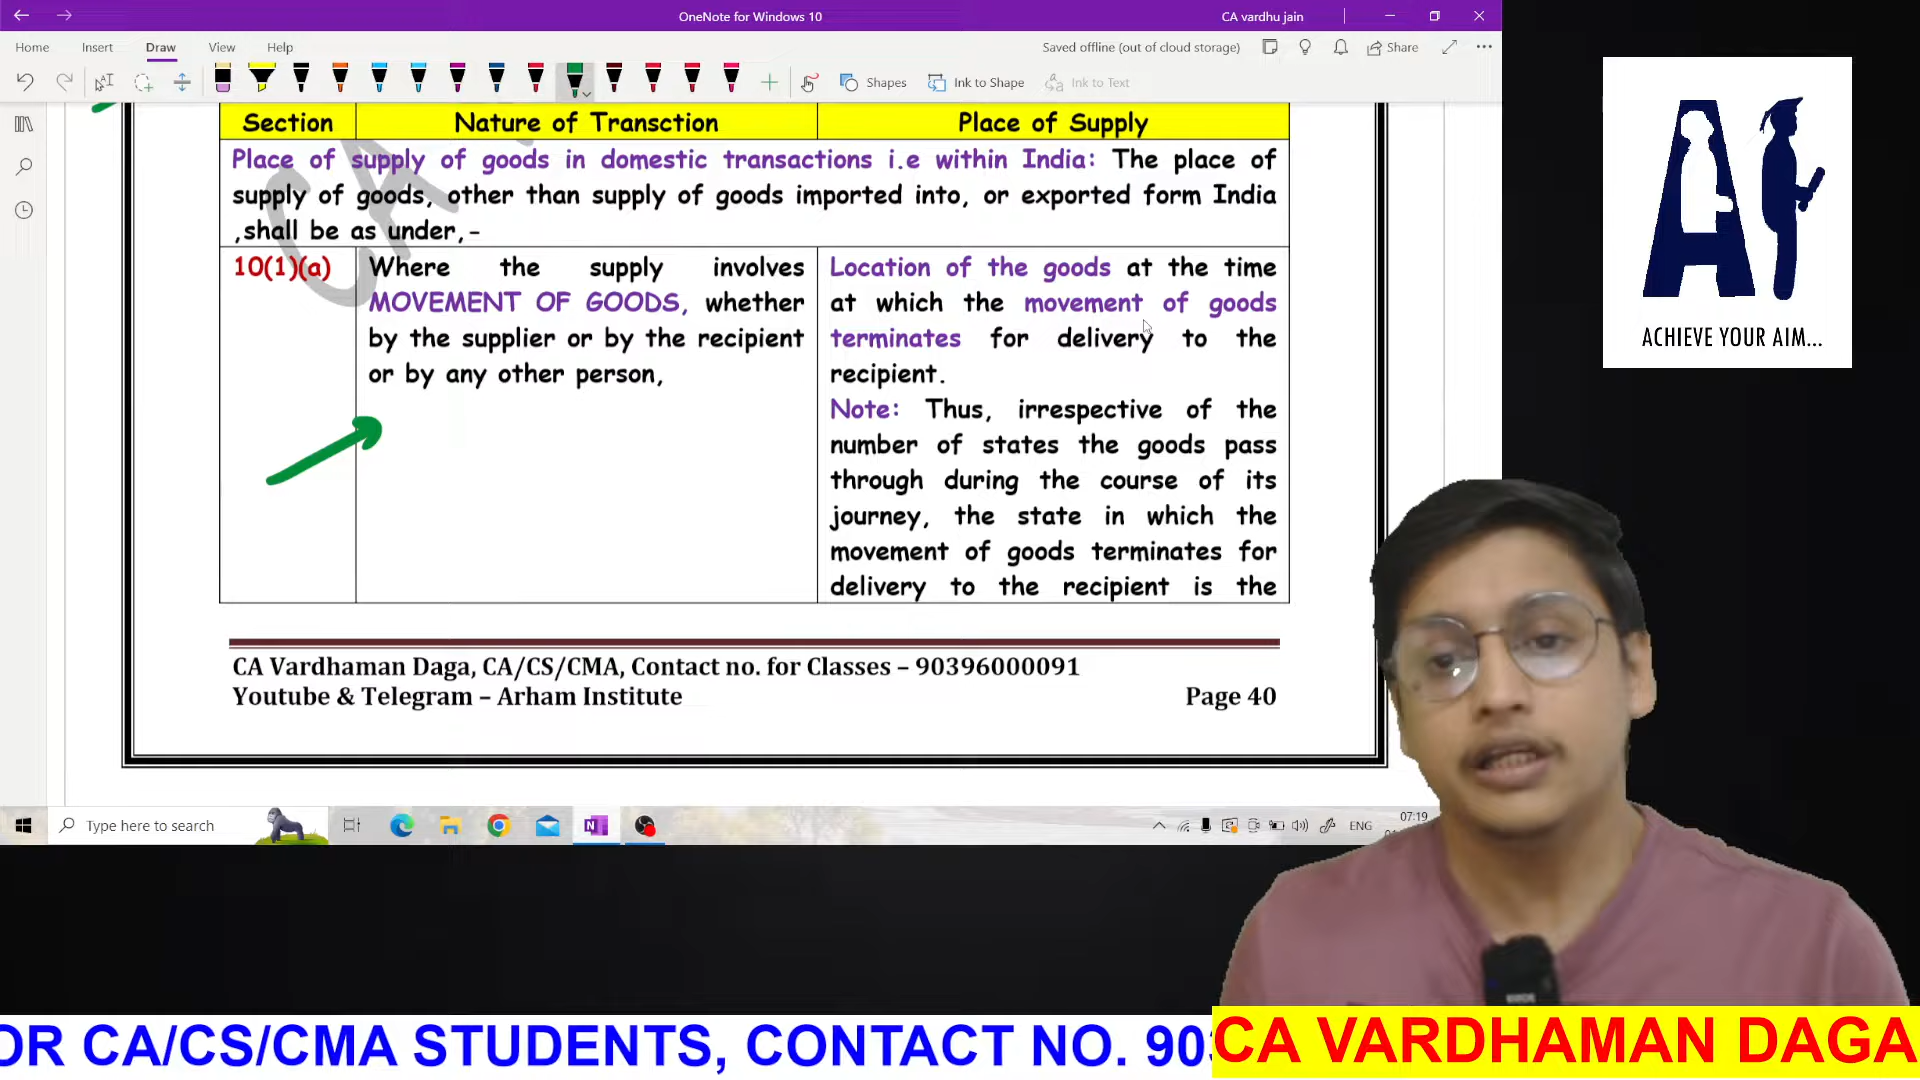 OneNote for Windows 10
CA vardhu jain
Home Insert Draw View Help
Saved offline (out of cloud storage)
Share
Shapes
Ink to Shape
Ink to Text
Section
Nature of Transction
Place of Supply
Place of supply of goods in domestic transactions i.e within India: The place of
supply of goods, other than supply of goods imported into, or exported form India
,shall be as under,-
10(1)(a)
Where the supply involves
MOVEMENT OF GOODS, whether
by the supplier or by the recipient
or by any other person,
Location of the goods at the time
at which the movement of goods
terminates for delivery to the
recipient.
Note: Thus, irrespective of the
number of states the goods pass
through during the course of its
journey, the state in which the
movement of goods terminates for
delivery to the recipient is the
CA
CA Vardhaman Daga, CA/CS/CMA, Contact no. for Classes – 90396000091
Youtube & Telegram – Arham Institute
Page 40
Type here to search
ENG
07:19
ACHIEVE YOUR AIM...
OR CA/CS/CMA STUDENTS, CONTACT NO. 903
CA VARDHAMAN DAGA